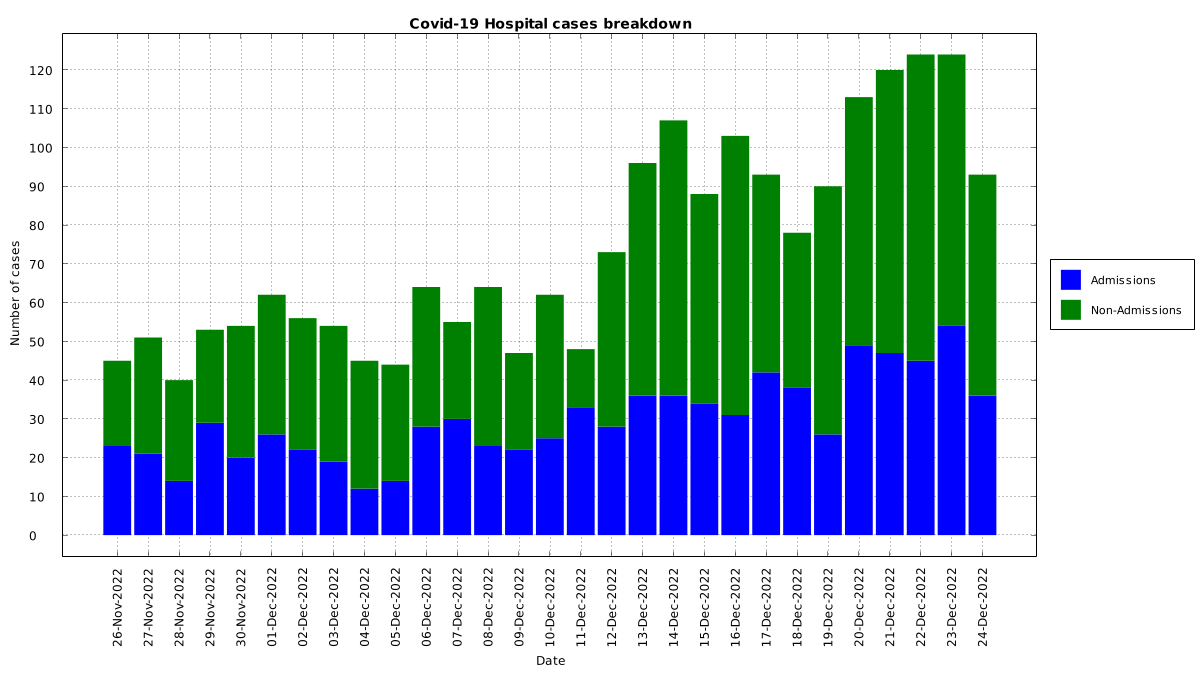 Covid-19 Hospital cases breakdown
120
110
100
90
80
70
60
50
40
30
20
10
0
Number of cases
26-Nov-2022
27-Nov-2022
28-Nov-2022
29-Nov-2022
30-Nov-2022
01-Dec-2022
02-Dec-2022
03-Dec-2022
04-Dec-2022
05-Dec-2022
06-Dec-2022
07-Dec-2022
08-Dec-2022
09-Dec-2022
10-Dec-2022
11-Dec-2022
12-Dec-2022
13-Dec-2022
14-Dec-2022
15-Dec-2022
16-Dec-2022
17-Dec-2022
18-Dec-2022
19-Dec-2022
20-Dec-2022
21-Dec-2022
22-Dec-2022
23-Dec-2022
24-Dec-2022
Date
Admissions
Non-Admissions